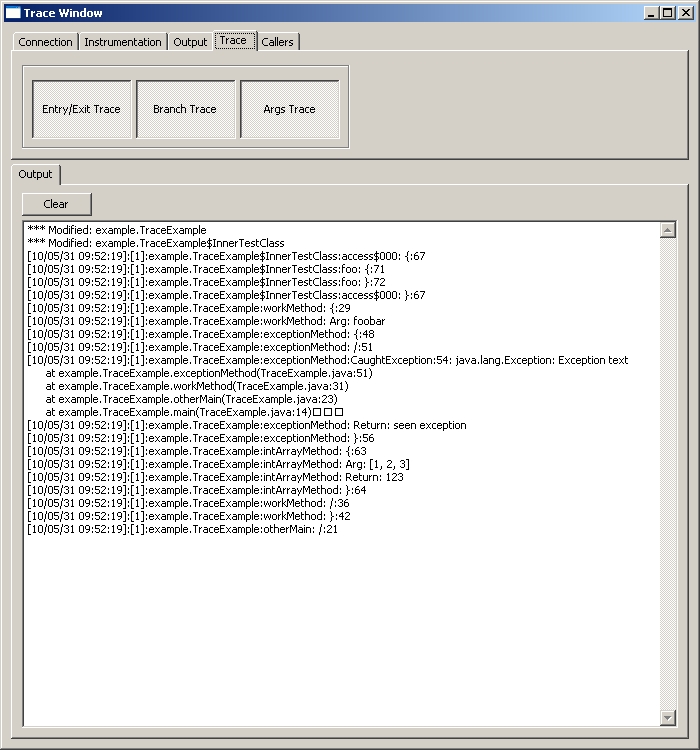 Trace Window
Connection Instrumentation Output Trace Callers
Entry/Exit Trace Branch Trace Args Trace
Output
Clear
*** Modified: example.TraceExample
*** Modified: example.TraceExample$InnerTestClass
[10/05/31 09:52:19]:[1]:example.TraceExample$InnerTestClass:access$000: {:67
[10/05/31 09:52:19]:[1]:example.TraceExample$InnerTestClass:foo: {:71
[10/05/31 09:52:19]:[1]:example.TraceExample$InnerTestClass:foo: }:72
[10/05/31 09:52:19]:[1]:example.TraceExample$InnerTestClass:access$000: }:67
[10/05/31 09:52:19]:[1]:example.TraceExample:workMethod: {:29
[10/05/31 09:52:19]:[1]:example.TraceExample:workMethod: Arg: foobar
[10/05/31 09:52:19]:[1]:example.TraceExample:exceptionMethod: {:48
[10/05/31 09:52:19]:[1]:example.TraceExample:exceptionMethod: /:51
[10/05/31 09:52:19]:[1]:example.TraceExample:exceptionMethod:CaughtException:54: java.lang.Exception: Exception text
at example.TraceExample.exceptionMethod(TraceExample.java:51)
at example.TraceExample.workMethod(TraceExample.java:31)
at example.TraceExample.otherMain(TraceExample.java:23)
at example.TraceExample.main(TraceExample.java:14)□□□
[10/05/31 09:52:19]:[1]:example.TraceExample:exceptionMethod: Return: seen exception
[10/05/31 09:52:19]:[1]:example.TraceExample:exceptionMethod: }:56
[10/05/31 09:52:19]:[1]:example.TraceExample:intArrayMethod: {:63
[10/05/31 09:52:19]:[1]:example.TraceExample:intArrayMethod: Arg: [1, 2, 3]
[10/05/31 09:52:19]:[1]:example.TraceExample:intArrayMethod: Return: 123
[10/05/31 09:52:19]:[1]:example.TraceExample:intArrayMethod: }:64
[10/05/31 09:52:19]:[1]:example.TraceExample:workMethod: /:36
[10/05/31 09:52:19]:[1]:example.TraceExample:workMethod: }:42
[10/05/31 09:52:19]:[1]:example.TraceExample:otherMain: /:21